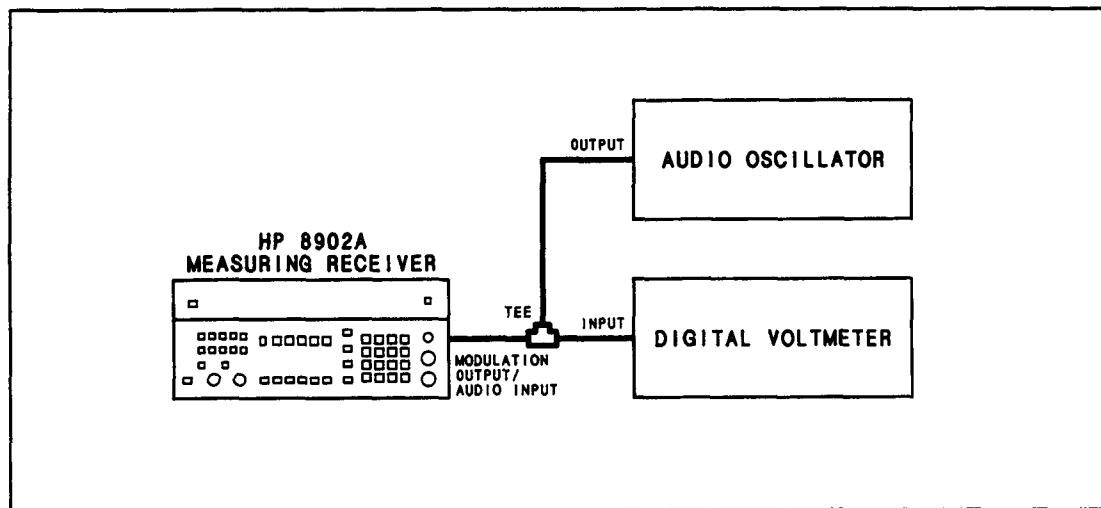 OUTPUT
AUDIO OSCILLATOR
HP 8902A
MEASURING RECEIVER
TEE
INPUT
DIGITAL VOLTMETER
MODULATION
OUTPUT/
AUDIO INPUT